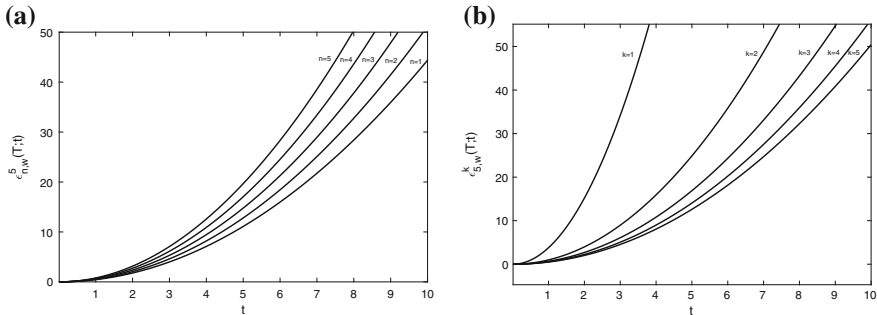 (a)
50
40
30
20
10
0
ϵ⁵ₙ,w(T;t)
n=5
n=4
n=3
n=2
n=1
1 2 3 4 5 6 7 8 9 10
t
(b)
50
40
30
20
10
0
ϵᵏ₅,w(T;t)
k=1
k=2
k=3
k=4
k=5
1 2 3 4 5 6 7 8 9 10
t